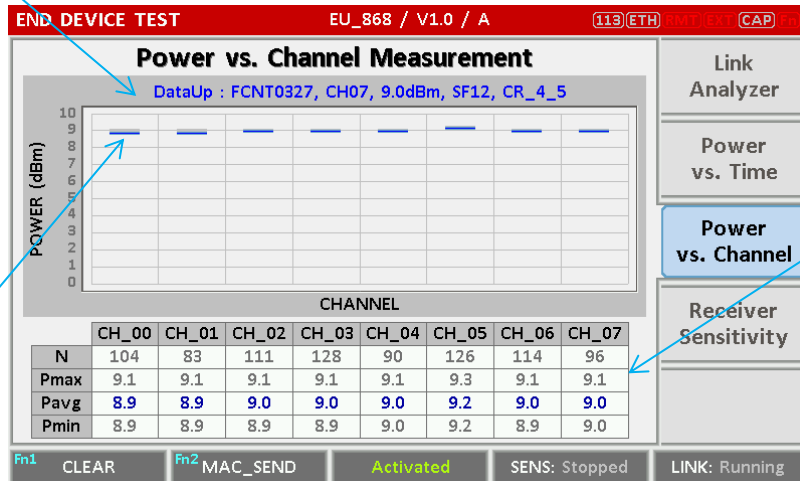 END DEVICE TEST EU_868 / V1.0 / A 113 ETH RMT EXT CAP Fn
Power vs. Channel Measurement
DataUp : FCNT0327, CH07, 9.0dBm, SF12, CR_4_5
POWER (dBm)
10
9
8
7
6
5
4
3
2
1
0
CHANNEL
CH_00 CH_01 CH_02 CH_03 CH_04 CH_05 CH_06 CH_07
N 104 83 111 128 90 126 114 96
Pmax 9.1 9.1 9.1 9.1 9.1 9.3 9.1 9.1
Pavg 8.9 8.9 9.0 9.0 9.0 9.2 9.0 9.0
Pmin 8.9 8.9 8.9 8.9 9.0 9.2 8.9 9.0
Link
Analyzer
Power
vs. Time
Power
vs. Channel
Receiver
Sensitivity
Fn1 CLEAR Fn2 MAC_SEND Activated SENS: Stopped LINK: Running